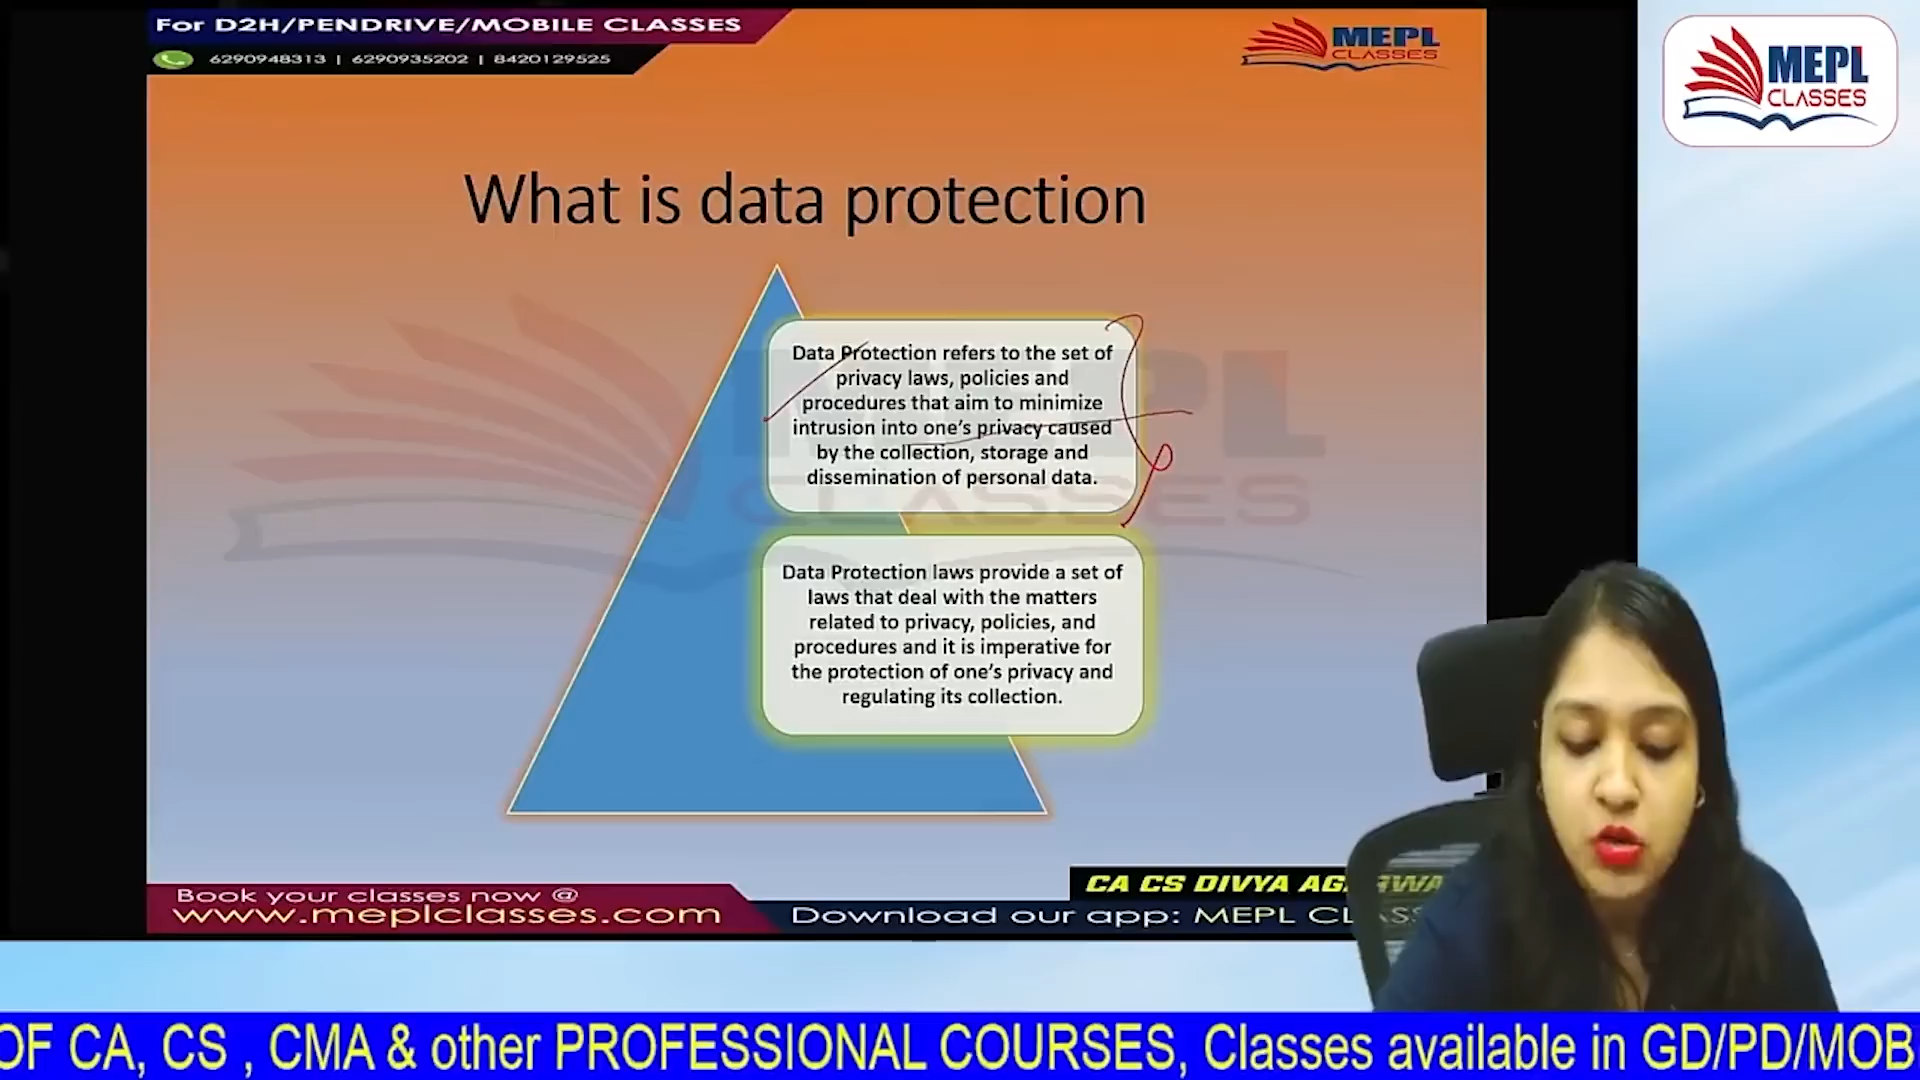 For D2H/PENDRIVE/MOBILE CLASSES
6290948313 | 6290935202 | 8420129525
MEPL
CLASSES
MEPL
CLASSES
What is data protection
Data Protection refers to the set of
privacy laws, policies and
procedures that aim to minimize
intrusion into one's privacy caused
by the collection, storage and
dissemination of personal data.
MEPL
CLASSES
Data Protection laws provide a set of
laws that deal with the matters
related to privacy, policies, and
procedures and it is imperative for
the protection of one's privacy and
regulating its collection.
CA CS DIVYA
Book your classes now @
www.meplclasses.com
Download our app: MEPL
OF CA, CS , CMA & other PROFESSIONAL COURSES, Classes available in GD/PD/MOB